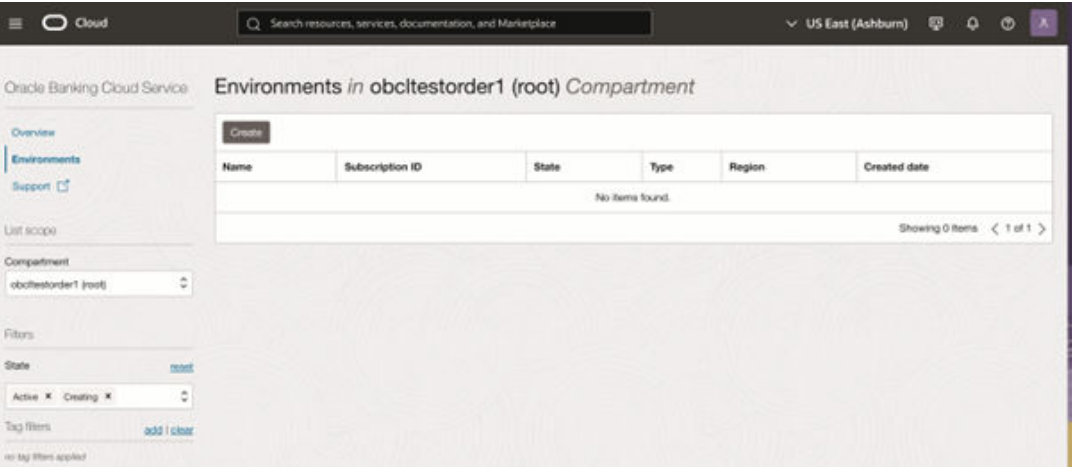 Cloud
Search resources, services, documentation, and Marketplace
US East (Ashburn)
Oracle Banking Cloud Service
Overview
Environments
Support
List scope
Compartment
obcltestorder1 (root)
Filters
State
reset
Active × Creating ×
Tag filters
add | clear
no tag filters applied
Environments in obcltestorder1 (root) Compartment
Create
Name Subscription ID State Type Region Created date
No items found.
Showing 0 Items < 1 of 1 >